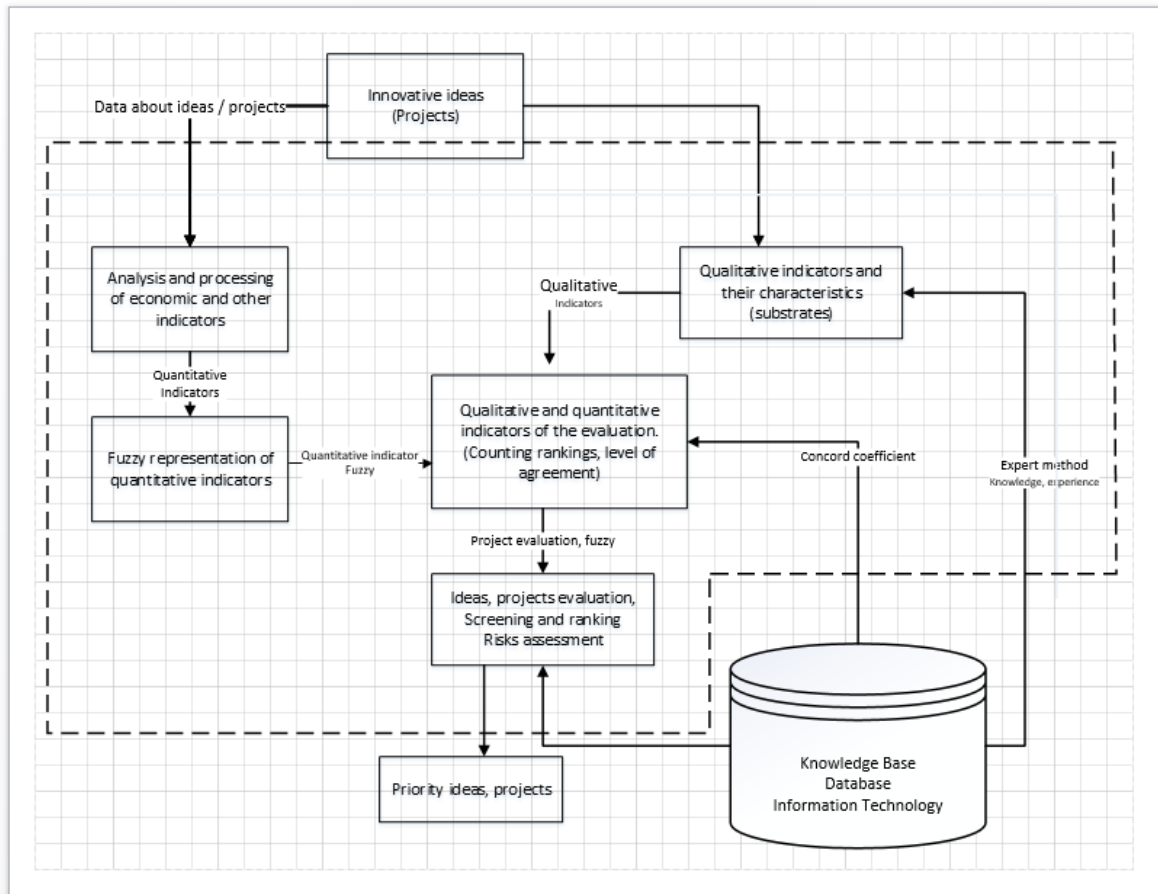 Innovative ideas
(Projects)
Data about ideas / projects
Analysis and processing
of economic and other
indicators
Qualitative indicators and
their characteristics
(substrates)
Qualitative
Indicators
Quantitative
Indicators
Qualitative and quantitative
indicators of the evaluation.
(Counting rankings, level of
agreement)
Fuzzy representation of
quantitative indicators
Quantitative indicator
Fuzzy
Concord coefficient
Expert method
Knowledge, experience
Project evaluation, fuzzy
Ideas, projects evaluation,
Screening and ranking
Risks assessment
Priority ideas, projects
Knowledge Base
Database
Information Technology